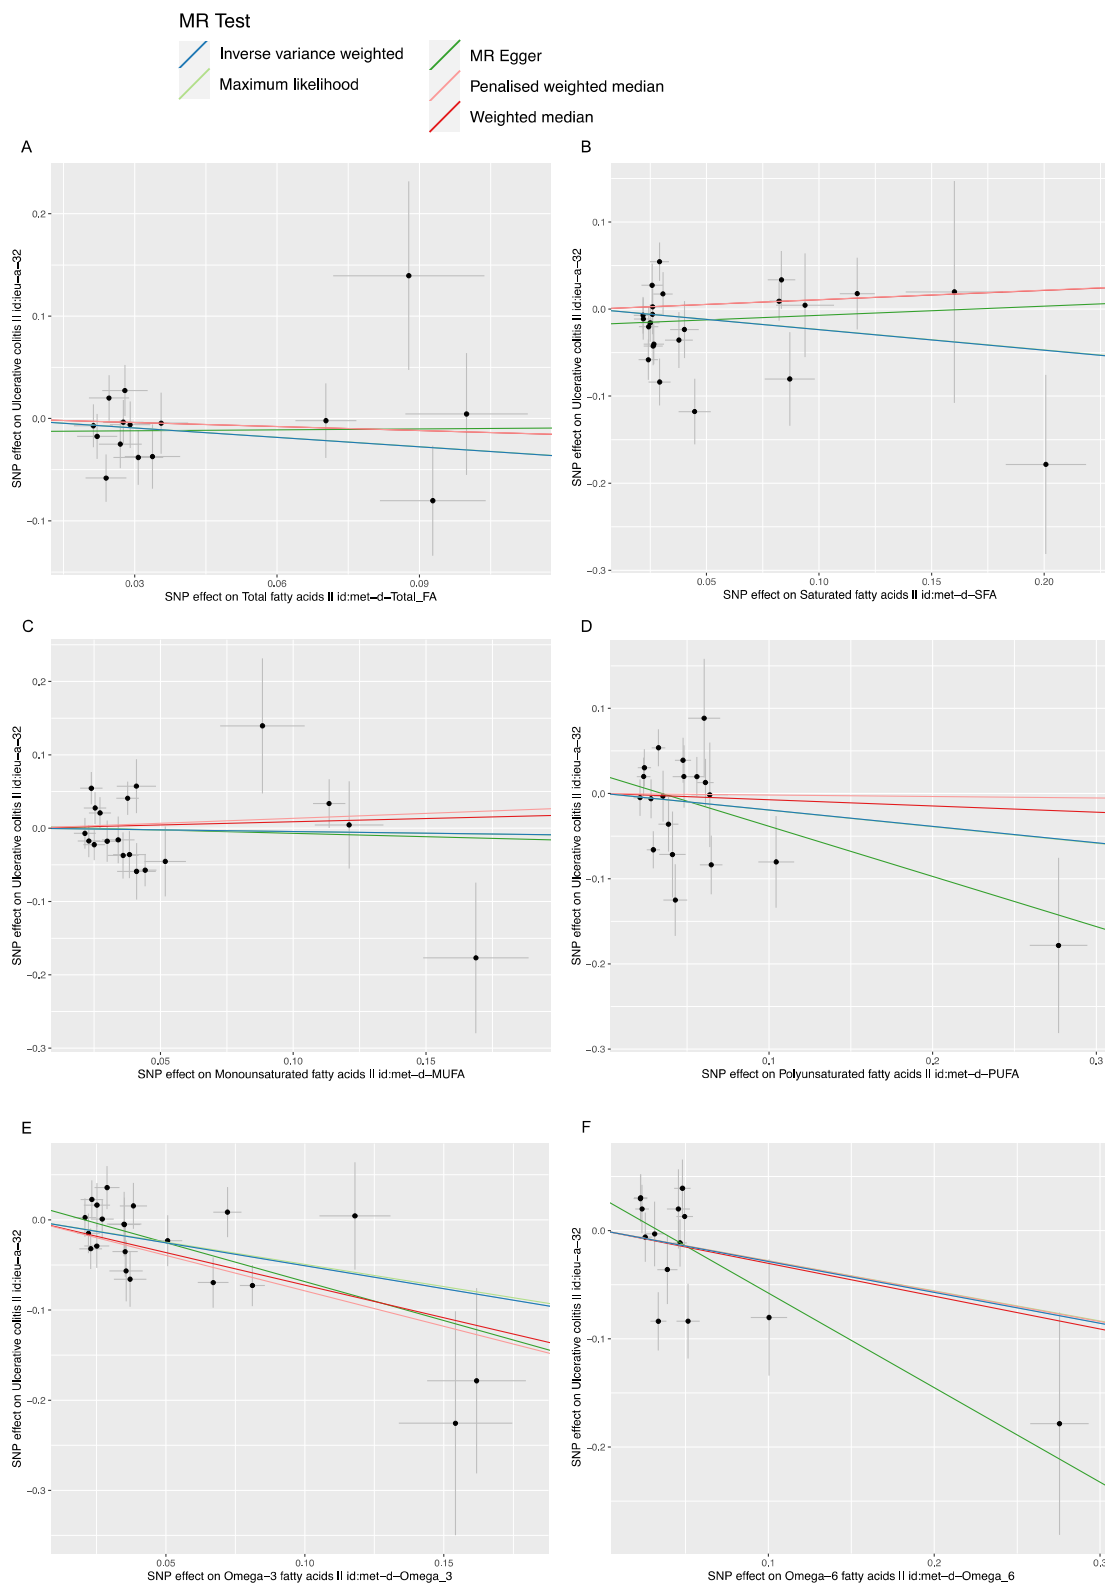 MR Test
Inverse variance weighted
Maximum likelihood
MR Egger
Penalised weighted median
Weighted median
A
SNP effect on Ulcerative colitis || id:ieu-a-32
0.2
0.1
0.0
−0.1
0.03
0.06
0.09
SNP effect on Total fatty acids || id:met-d-Total_FA
B
SNP effect on Ulcerative colitis || id:ieu-a-32
0.1
0.0
−0.1
−0.2
−0.3
0.05
0.10
0.15
0.20
SNP effect on Saturated fatty acids || id:met-d-SFA
C
SNP effect on Ulcerative colitis || id:ieu-a-32
0.2
0.1
0.0
−0.1
−0.2
−0.3
0.05
0.10
0.15
SNP effect on Monounsaturated fatty acids || id:met-d-MUFA
D
SNP effect on Ulcerative colitis || id:ieu-a-32
0.1
0.0
−0.1
−0.2
−0.3
0.1
0.2
0.3
SNP effect on Polyunsaturated fatty acids || id:met-d-PUFA
E
SNP effect on Ulcerative colitis || id:ieu-a-32
0.0
−0.1
−0.2
−0.3
0.05
0.10
0.15
SNP effect on Omega-3 fatty acids || id:met-d-Omega_3
F
SNP effect on Ulcerative colitis || id:ieu-a-32
0.0
−0.1
−0.2
0.1
0.2
0.3
SNP effect on Omega-6 fatty acids || id:met-d-Omega_6